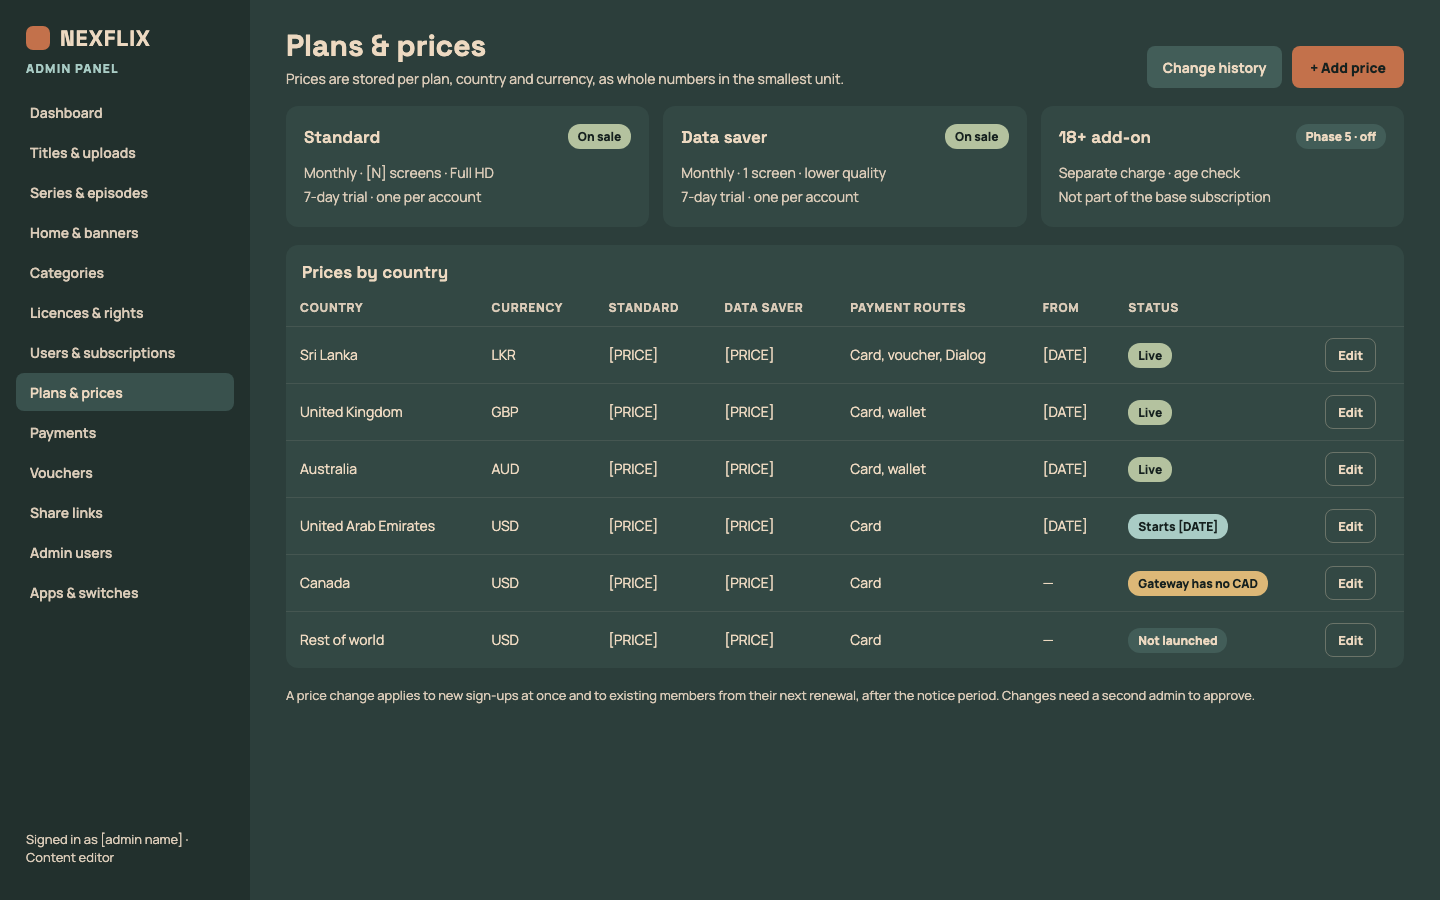 NEXFLIX
ADMIN PANEL
Dashboard
Titles & uploads
Series & episodes
Home & banners
Categories
Licences & rights
Users & subscriptions
Plans & prices
Payments
Vouchers
Share links
Admin users
Apps & switches
Signed in as [admin name] ·
Content editor
Plans & prices
Prices are stored per plan, country and currency, as whole numbers in the smallest unit.
Change history
+ Add price
Standard
On sale
Monthly · [N] screens · Full HD
7-day trial · one per account
Data saver
On sale
Monthly · 1 screen · lower quality
7-day trial · one per account
18+ add-on
Phase 5 · off
Separate charge · age check
Not part of the base subscription
Prices by country
COUNTRY CURRENCY STANDARD DATA SAVER PAYMENT ROUTES FROM STATUS
Sri Lanka LKR [PRICE] [PRICE] Card, voucher, Dialog [DATE] Live Edit
United Kingdom GBP [PRICE] [PRICE] Card, wallet [DATE] Live Edit
Australia AUD [PRICE] [PRICE] Card, wallet [DATE] Live Edit
United Arab Emirates USD [PRICE] [PRICE] Card [DATE] Starts [DATE] Edit
Canada USD [PRICE] [PRICE] Card — Gateway has no CAD Edit
Rest of world USD [PRICE] [PRICE] Card — Not launched Edit
A price change applies to new sign-ups at once and to existing members from their next renewal, after the notice period. Changes need a second admin to approve.